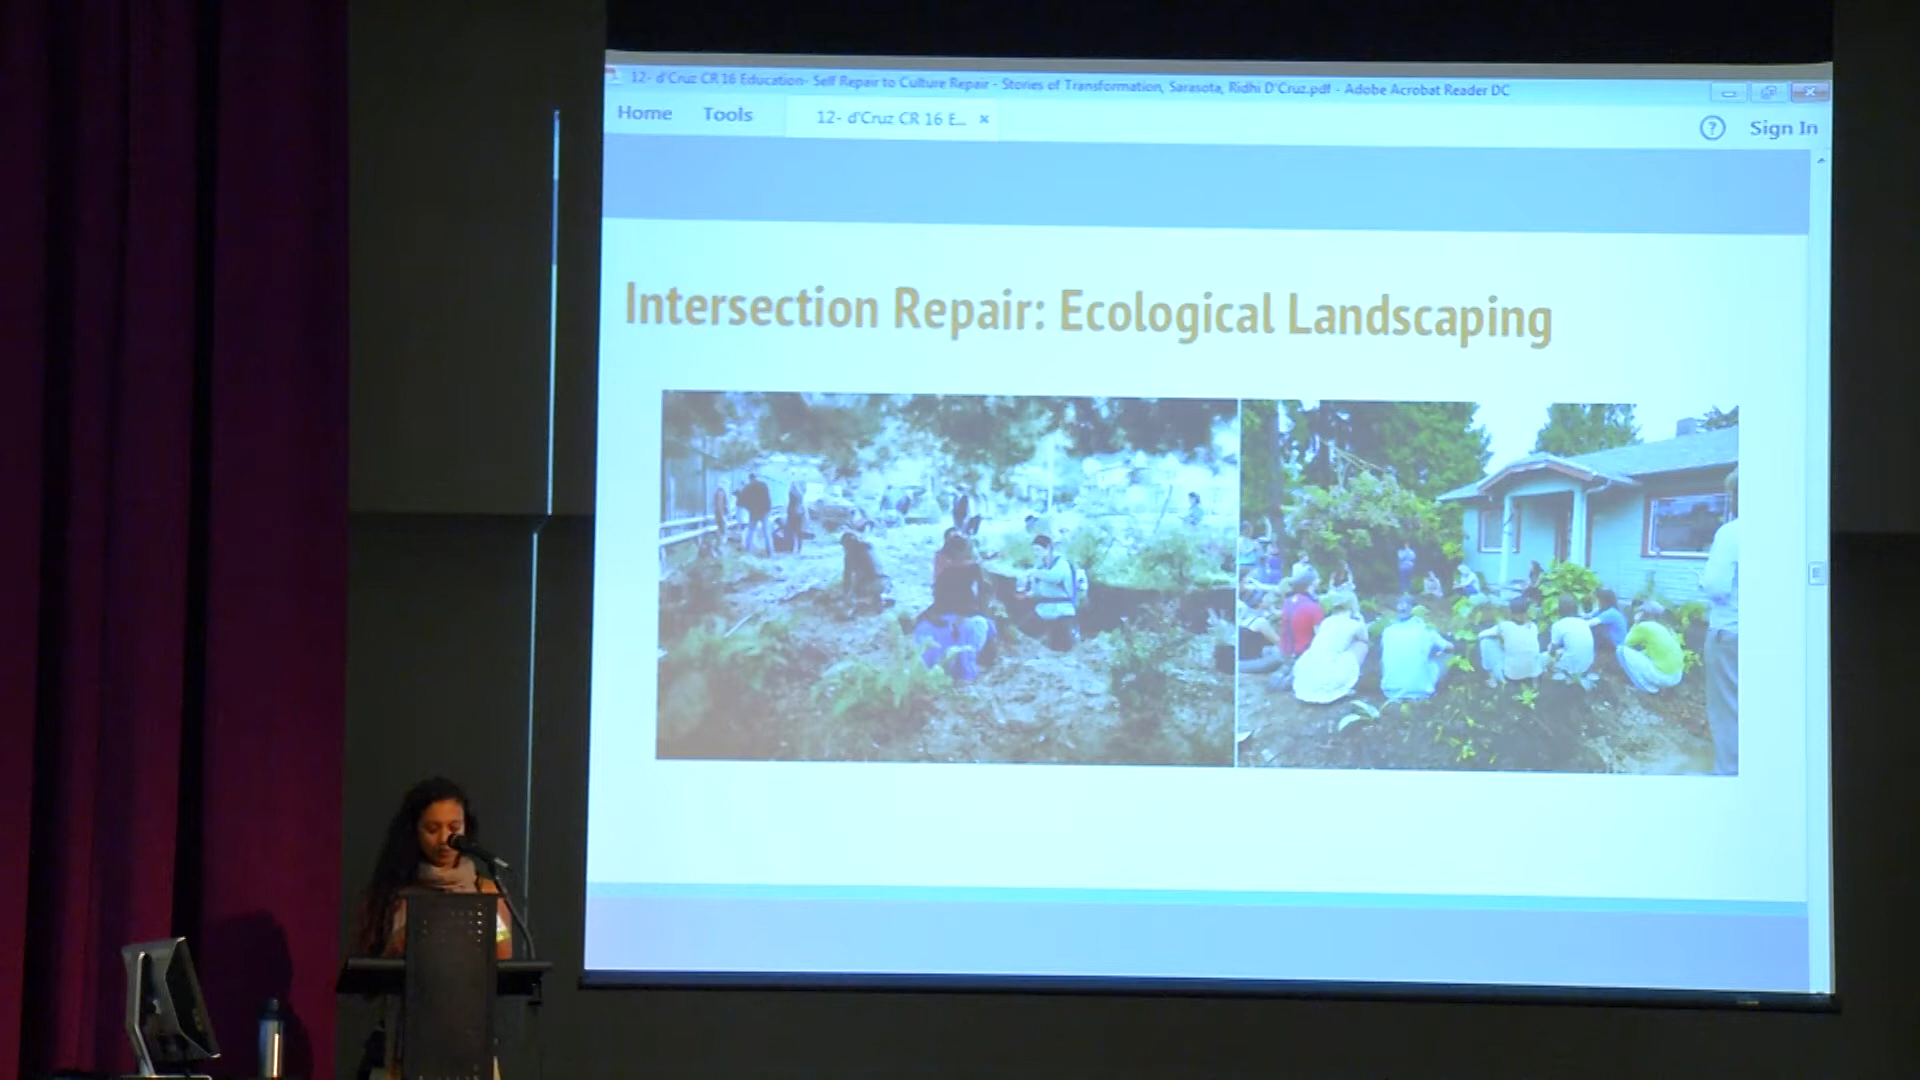 12- d'Cruz CR 16 Education- Self Repair to Culture Repair - Stories of Transformation, Sarasota, Ridhi D'Cruz.pdf - Adobe Acrobat Reader DC
Home Tools 12- d'Cruz CR 16 E... × ? Sign In
Intersection Repair: Ecological Landscaping